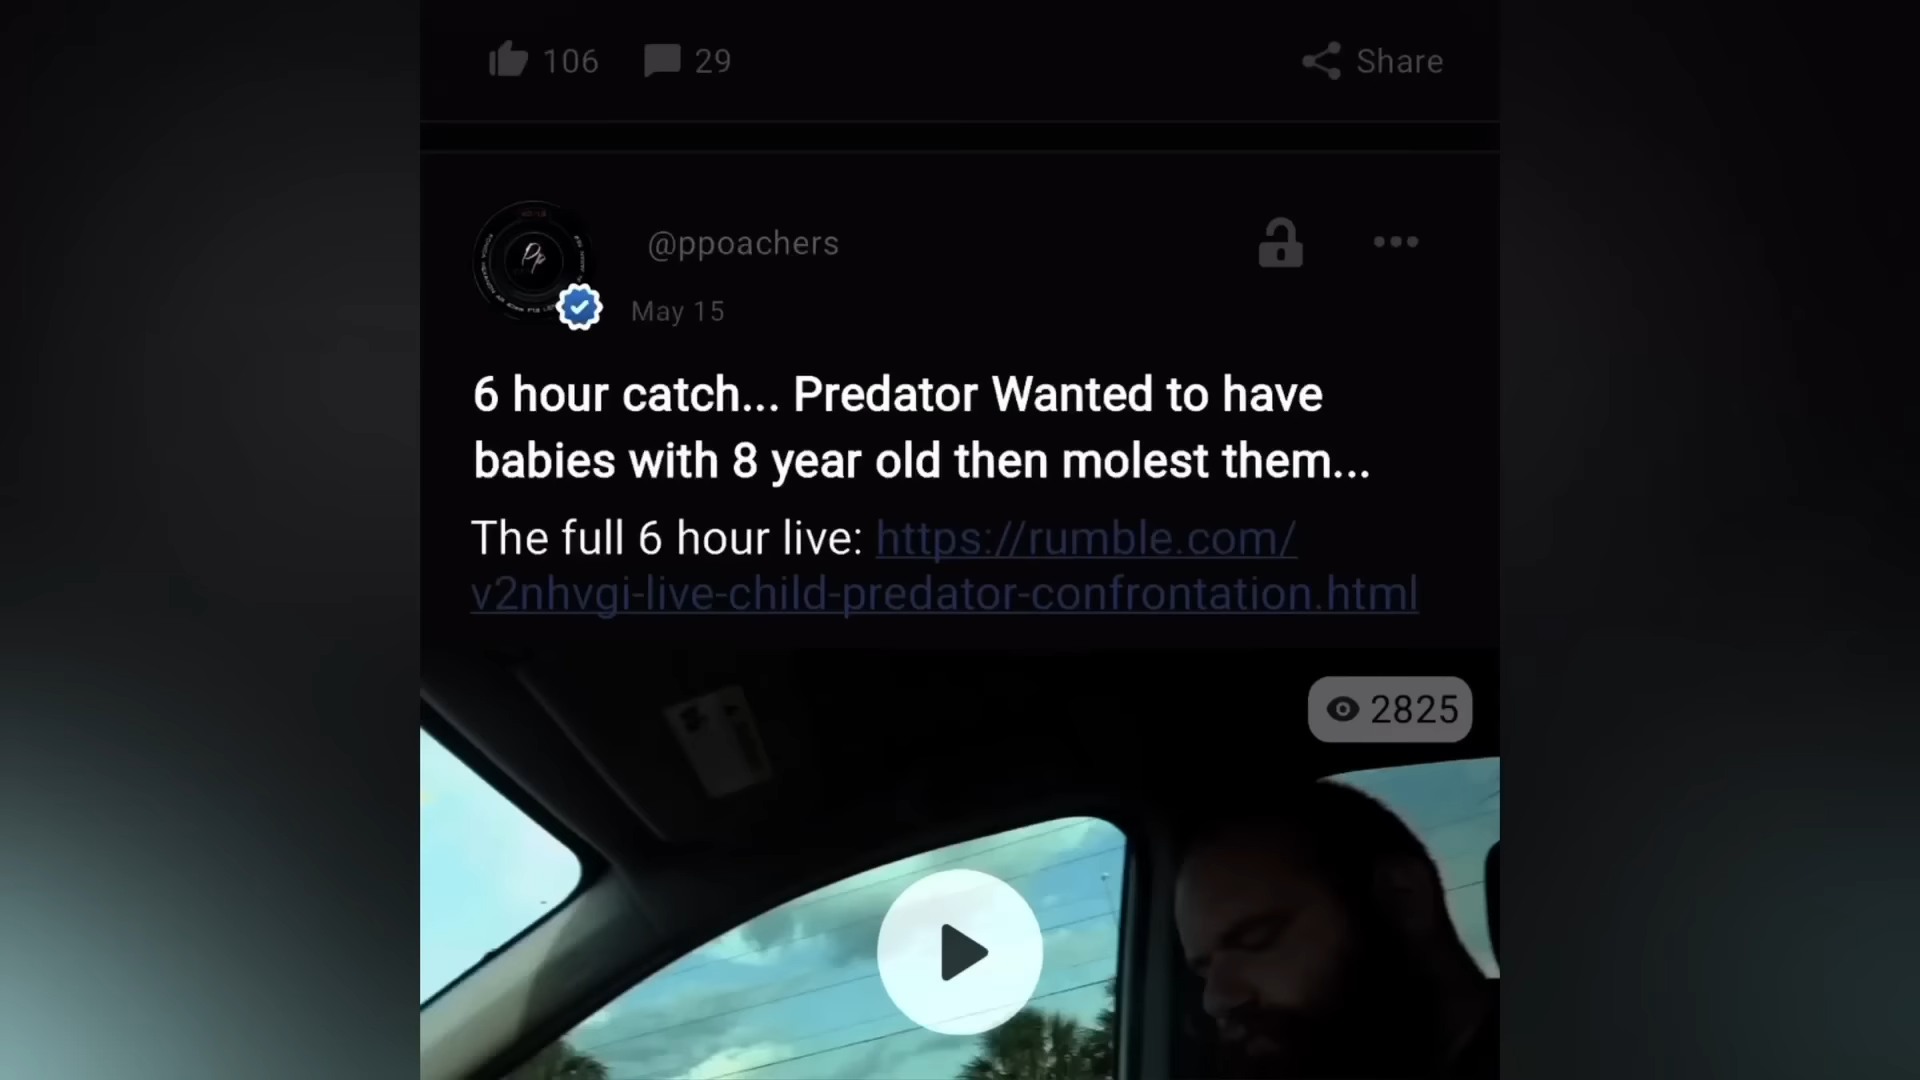 106 29 Share
@ppoachers
May 15
6 hour catch... Predator Wanted to have
babies with 8 year old then molest them...
The full 6 hour live: https://rumble.com/
v2nhvgi-live-child-predator-confrontation.html
2825